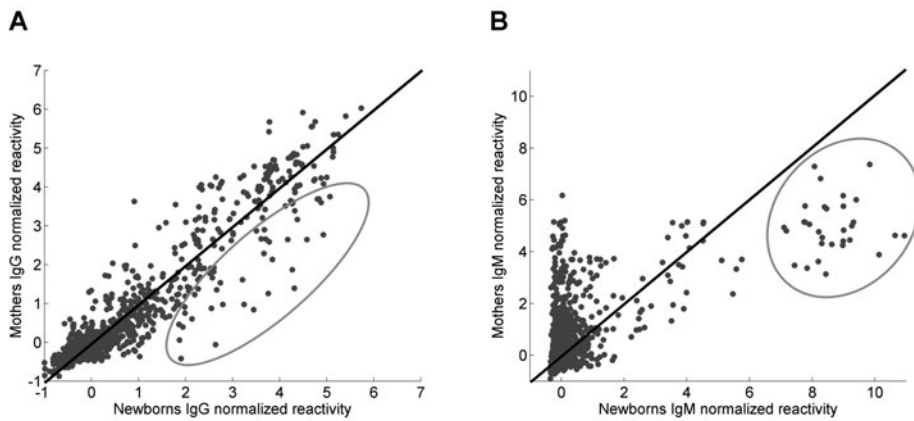 A
B
7
6
5
4
3
2
1
0
-1
Mothers IgG normalized reactivity
-1 0 1 2 3 4 5 6 7
Newborns IgG normalized reactivity
10
8
6
4
2
0
Mothers IgM normalized reactivity
0 2 4 6 8 10
Newborns IgM normalized reactivity